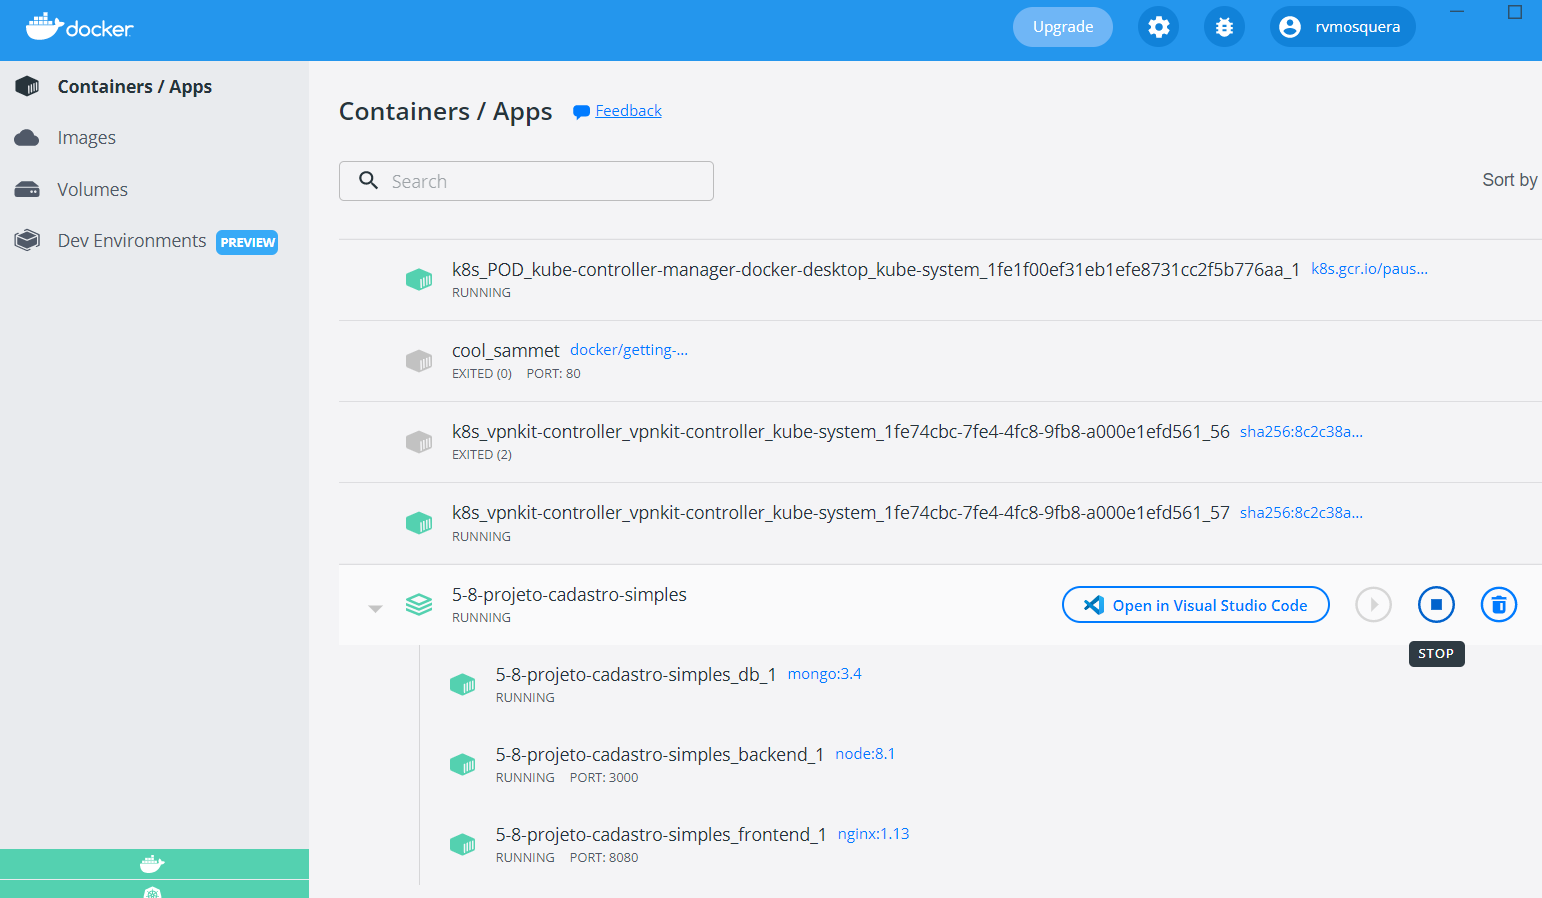 docker
Upgrade
rvmosquera
Containers / Apps
Images
Volumes
Dev Environments PREVIEW
Containers / Apps Feedback
Search
Sort by
k8s_POD_kube-controller-manager-docker-desktop_kube-system_1fe1f00ef31eb1efe8731cc2f5b776aa_1 k8s.gcr.io/paus...
RUNNING
cool_sammet docker/getting-...
EXITED (0) PORT: 80
k8s_vpnkit-controller_vpnkit-controller_kube-system_1fe74cbc-7fe4-4fc8-9fb8-a000e1efd561_56 sha256:8c2c38a...
EXITED (2)
k8s_vpnkit-controller_vpnkit-controller_kube-system_1fe74cbc-7fe4-4fc8-9fb8-a000e1efd561_57 sha256:8c2c38a...
RUNNING
5-8-projeto-cadastro-simples
RUNNING
Open in Visual Studio Code
STOP
5-8-projeto-cadastro-simples_db_1 mongo:3.4
RUNNING
5-8-projeto-cadastro-simples_backend_1 node:8.1
RUNNING PORT: 3000
5-8-projeto-cadastro-simples_frontend_1 nginx:1.13
RUNNING PORT: 8080